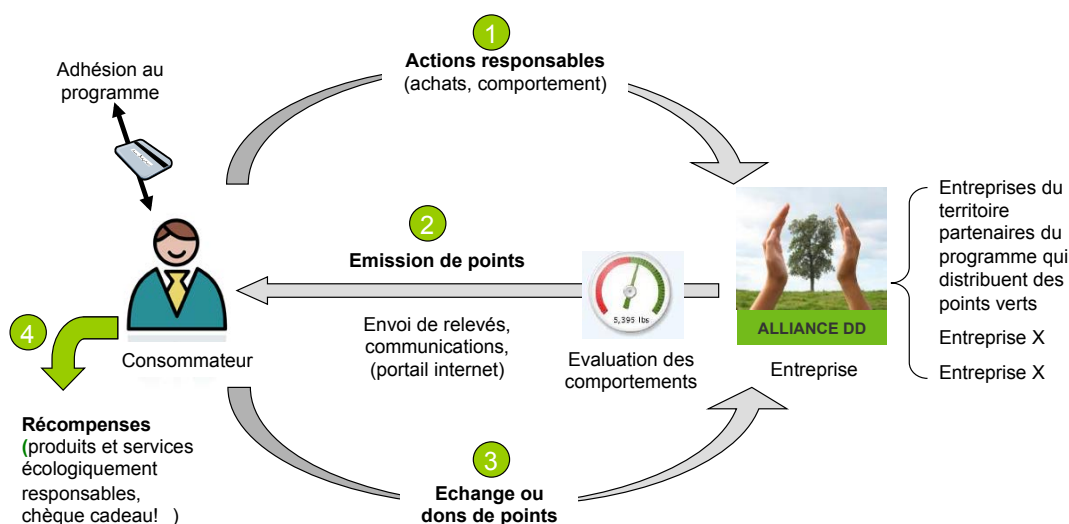 1
Actions responsables
(achats, comportement)
Adhésion au
programme
2
Emission de points
Envoi de relevés,
communications,
(portail internet)
5,395 lbs
Evaluation des
comportements
ALLIANCE DD
Entreprise
Entreprises du
territoire
partenaires du
programme qui
distribuent des
points verts
Entreprise X
Entreprise X
Consommateur
4
Récompenses
(produits et services
écologiquement
responsables,
chèque cadeau! )
3
Echange ou
dons de points